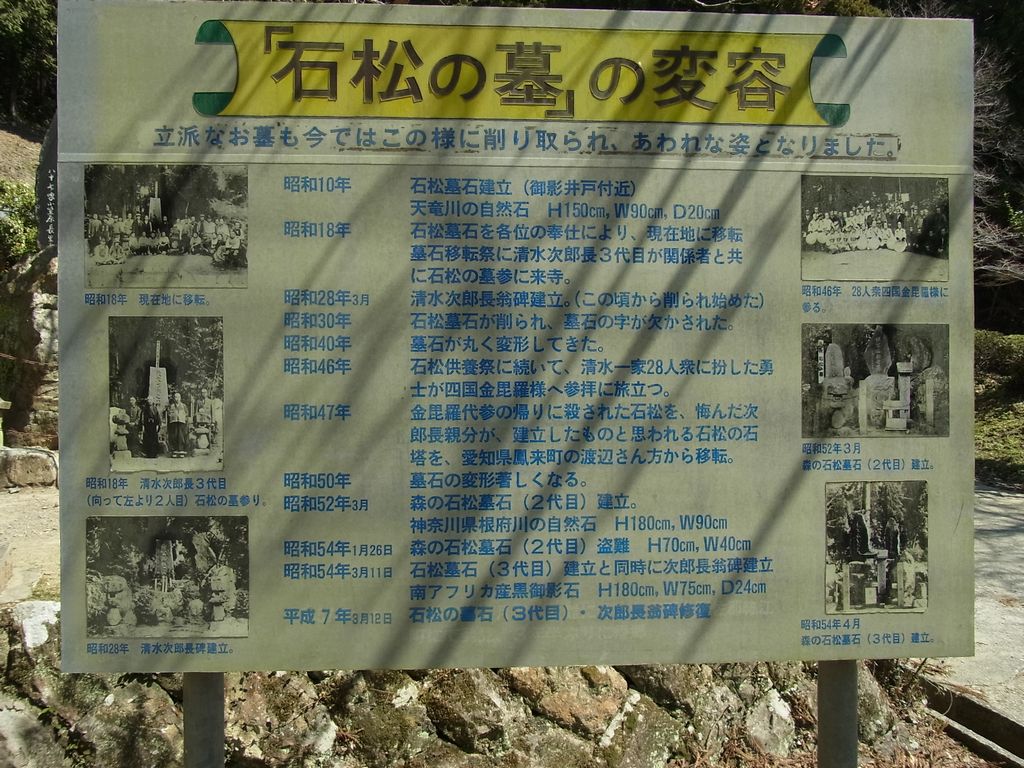 「石松の墓」の変容
立派なお墓も今ではこの様に削り取られ、あわれな姿となりました。
昭和10年 石松墓石建立（御影井戸付近）
天竜川の自然石 H150cm, W90cm, D20cm
昭和18年 石松墓石を各位の奉仕により、現在地に移転
墓石移転祭に清水次郎長3代目が関係者と共
に石松の墓参に来寺。
昭和28年3月 清水次郎長翁碑建立。(この頃から削られ始めた)
昭和30年 石松墓石が削られ、墓石の字が欠かされた。
昭和40年 墓石が丸く変形してきた。
昭和46年 石松供養祭に続いて、清水一家28人衆に扮した勇
士が四国金毘羅様へ参拝に旅立つ。
昭和47年 金毘羅代参の帰りに殺された石松を、悔んだ次
郎長親分が、建立したものと思われる石松の石
塔を、愛知県鳳来町の渡辺さん方から移転。
昭和50年 墓石の変形著しくなる。
昭和52年3月 森の石松墓石（2代目）建立。
神奈川県根府川の自然石 H180cm, W90cm
昭和54年1月26日 森の石松墓石（2代目）盗難 H70cm, W40cm
昭和54年3月11日 石松墓石（3代目）建立と同時に次郎長翁碑建立
南アフリカ産黒御影石 H180cm, W75cm, D24cm
平成7年3月12日 石松の墓石（3代目）・次郎長翁碑修復
昭和18年 現在地に移転。
昭和18年 清水次郎長3代目
(向って左より2人目) 石松の墓参り。
昭和28年 清水次郎長碑建立。
昭和46年 28人衆四国金毘羅様に
参る。
昭和52年3月
森の石松墓石（2代目）建立。
昭和54年4月
森の石松墓石（3代目）建立。